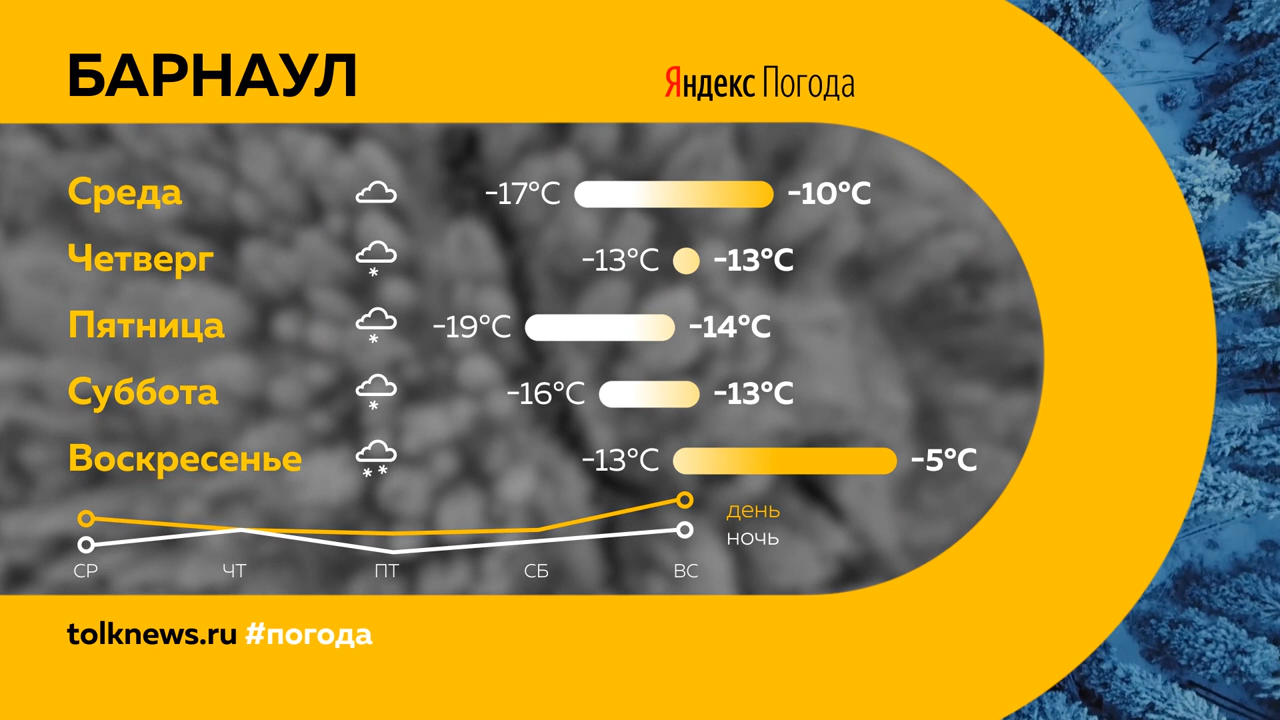 БАРНАУЛ
Яндекс Погода
Среда -17°C -10°C
Четверг -13°C -13°C
Пятница -19°C -14°C
Суббота -16°C -13°C
Воскресенье -13°C -5°C
день
ночь
СР ЧТ ПТ СБ ВС
tolknews.ru #погода